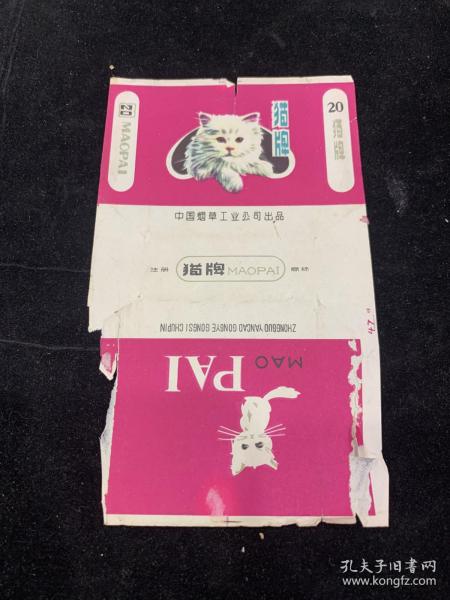 20
MAOPAI
猫牌
20
猫牌
中国烟草工业公司出品
注册
猫牌 MAOPAI
商标
ZHONGGUO YANCAO GONGYE GONGSI CHUPIN
MAO
PAI
孔夫子旧书网
www.kongfz.com